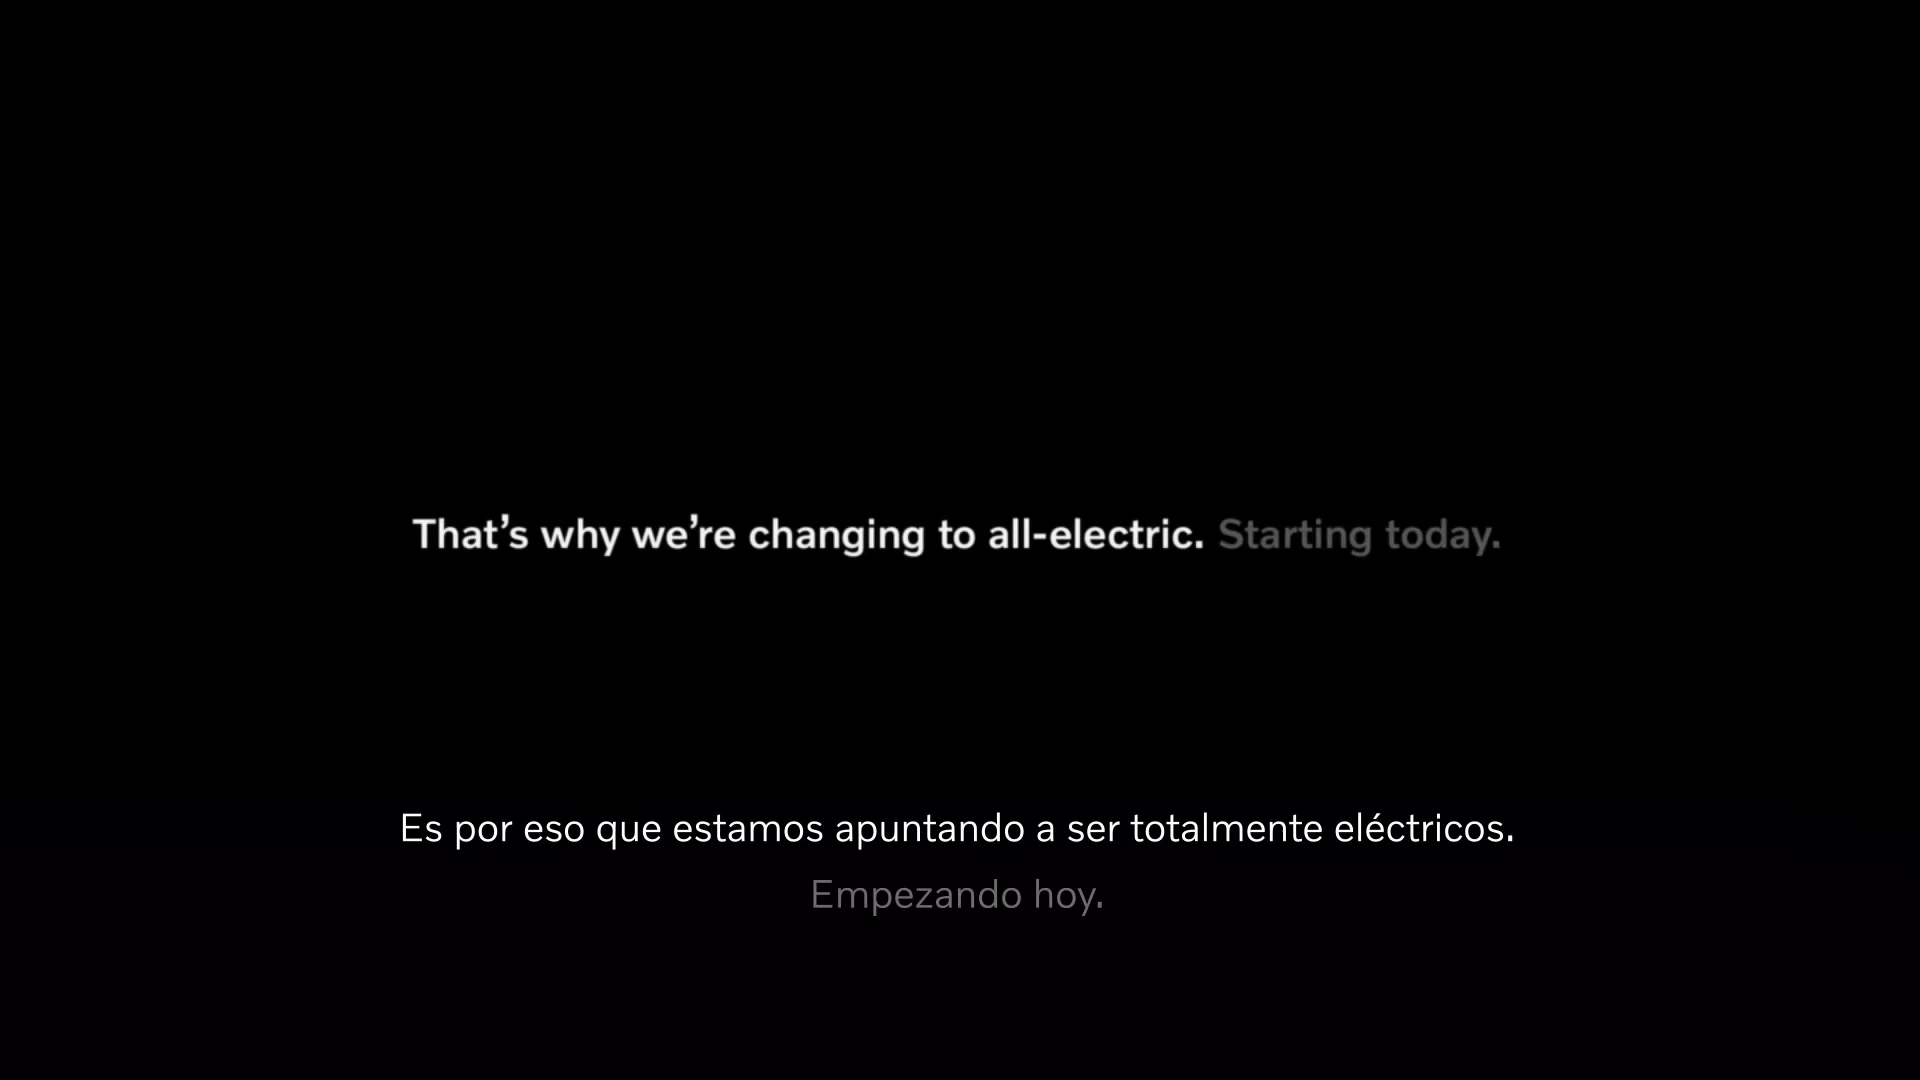 That’s why we’re changing to all-electric. Starting today.
Es por eso que estamos apuntando a ser totalmente eléctricos.
Empezando hoy.